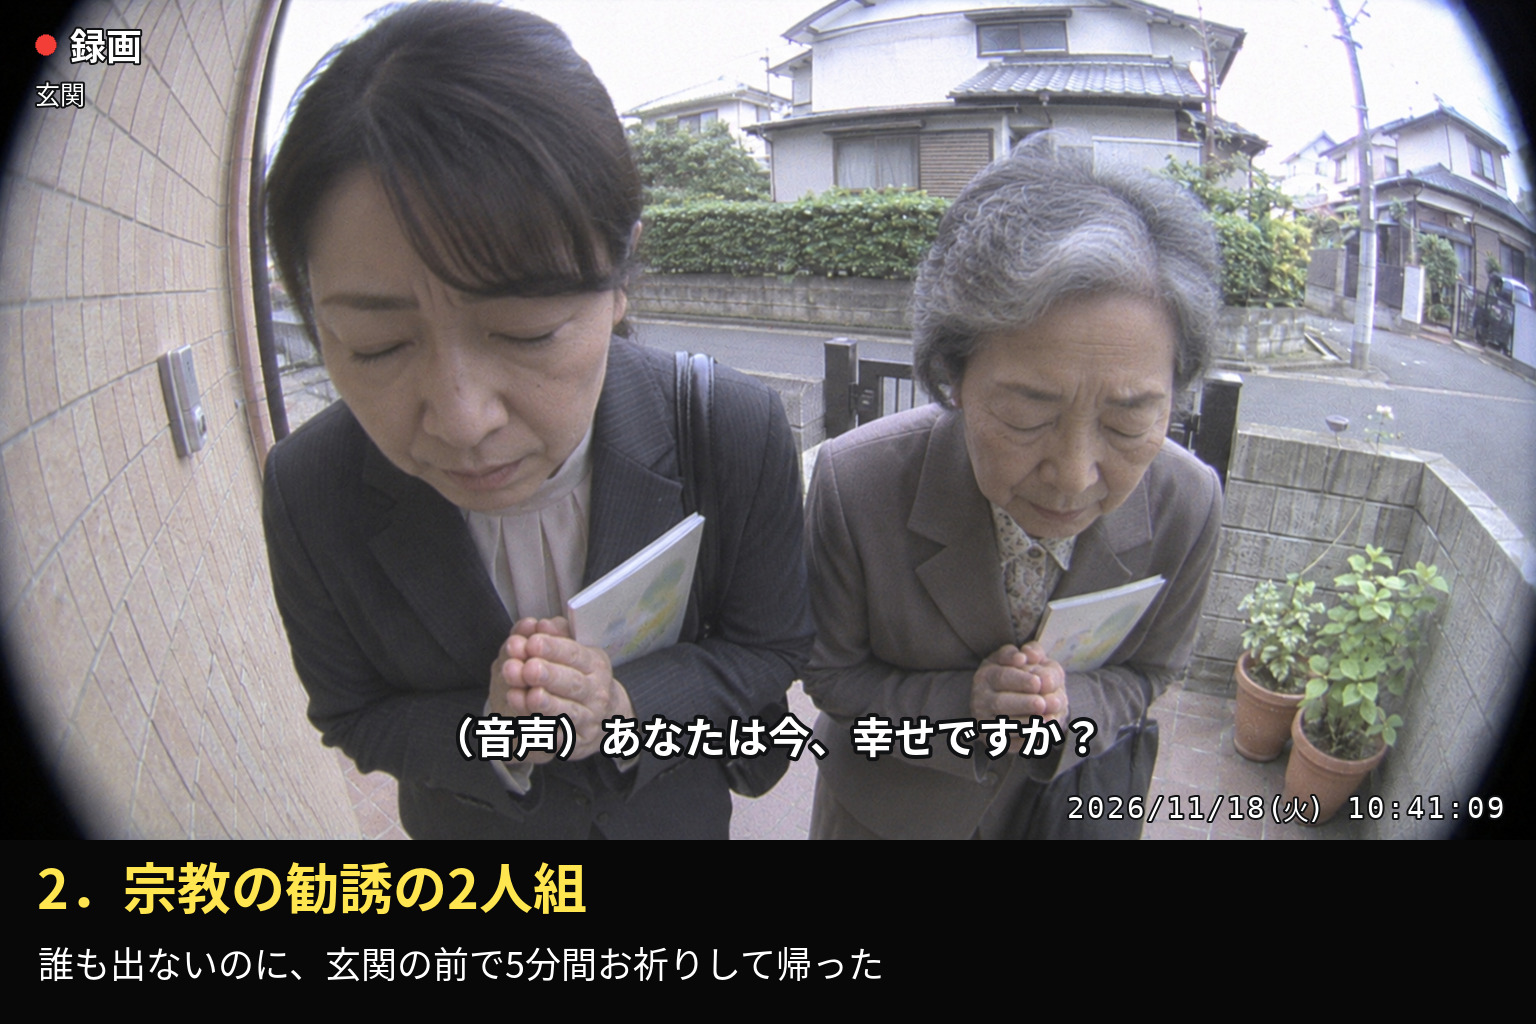 録画
玄関
（音声）あなたは今、幸せですか？
2026/11/18(火) 10:41:09
2. 宗教の勧誘の2人組
誰も出ないのに、玄関の前で5分間お祈りして帰った